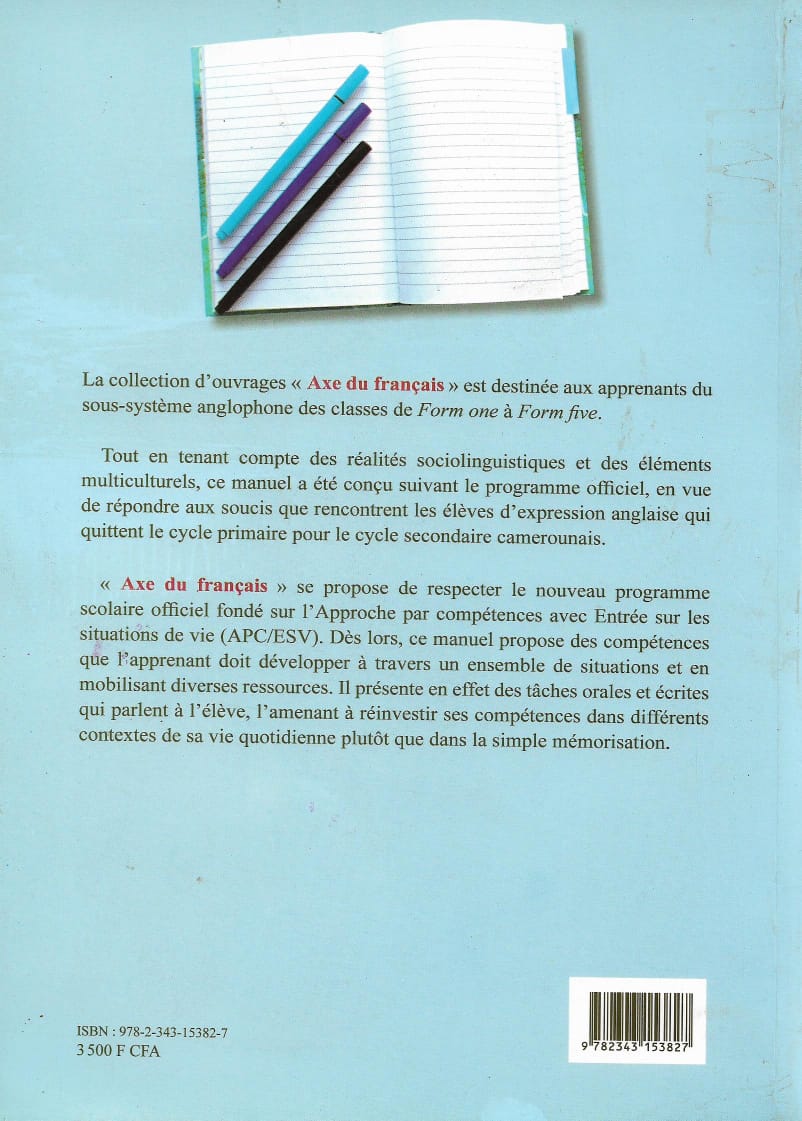 La collection d'ouvrages « Axe du français » est destinée aux apprenants du
sous-système anglophone des classes de Form one à Form five.
Tout en tenant compte des réalités sociolinguistiques et des éléments
multiculturels, ce manuel a été conçu suivant le programme officiel, en vue
de répondre aux soucis que rencontrent les élèves d'expression anglaise qui
quittent le cycle primaire pour le cycle secondaire camerounais.
« Axe du français » se propose de respecter le nouveau programme
scolaire officiel fondé sur l'Approche par compétences avec Entrée sur les
situations de vie (APC/ESV). Dès lors, ce manuel propose des compétences
que l'apprenant doit développer à travers un ensemble de situations et en
mobilisant diverses ressources. Il présente en effet des tâches orales et écrites
qui parlent à l'élève, l'amenant à réinvestir ses compétences dans différents
contextes de sa vie quotidienne plutôt que dans la simple mémorisation.
ISBN : 978-2-343-15382-7
3 500 F CFA
9 782343 153827